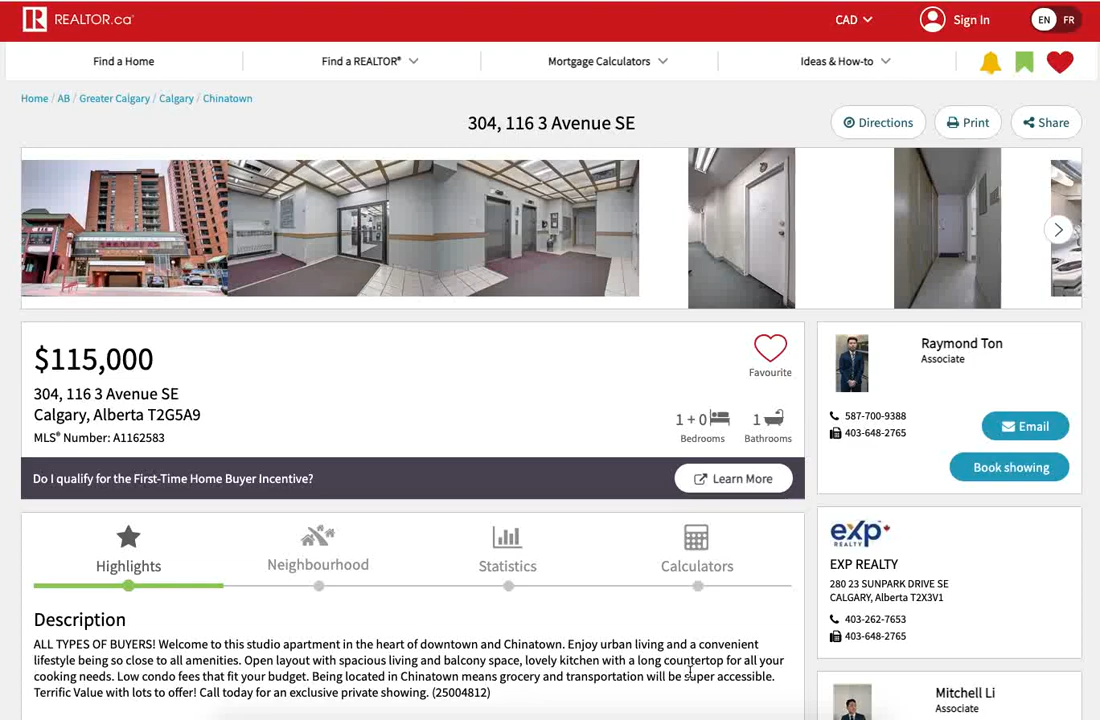 REALTOR.ca®
CAD
Sign In
EN FR
Find a Home
Find a REALTOR®
Mortgage Calculators
Ideas & How-to
Home / AB / Greater Calgary / Calgary / Chinatown
304, 116 3 Avenue SE
Directions
Print
Share
$115,000
304, 116 3 Avenue SE
Calgary, Alberta T2G5A9
MLS® Number: A1162583
Favourite
1 + 0
Bedrooms
1
Bathrooms
Do I qualify for the First-Time Home Buyer Incentive?
Learn More
Highlights
Neighbourhood
Statistics
Calculators
Description
ALL TYPES OF BUYERS! Welcome to this studio apartment in the heart of downtown and Chinatown. Enjoy urban living and a convenient
lifestyle being so close to all amenities. Open layout with spacious living and balcony space, lovely kitchen with a long countertop for all your
cooking needs. Low condo fees that fit your budget. Being located in Chinatown means grocery and transportation will be super accessible.
Terrific Value with lots to offer! Call today for an exclusive private showing. (25004812)
Raymond Ton
Associate
587-700-9388
403-648-2765
Email
Book showing
exp
REALTY
EXP REALTY
280 23 SUNPARK DRIVE SE
CALGARY, Alberta T2X3V1
403-262-7653
403-648-2765
Mitchell Li
Associate